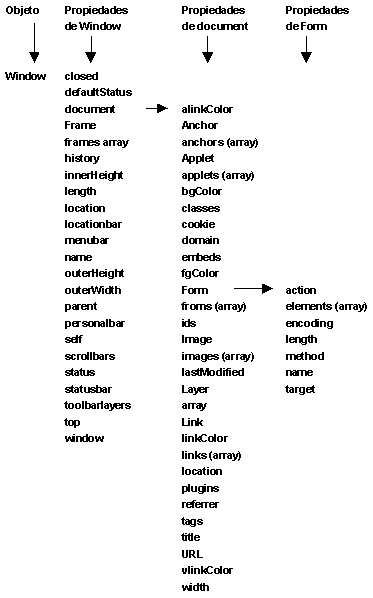 Objeto
Propiedades
de Window
Propiedades
de document
Propiedades
de Form
Window
closed
defaultStatus
document
Frame
frames array
history
innerHeight
length
location
locationbar
menubar
name
outerHeight
outerWidth
parent
personalbar
self
scrollbars
status
statusbar
toolbarlayers
top
window
alinkColor
Anchor
anchors (array)
Applet
applets (array)
bgColor
classes
cookie
domain
embeds
fgColor
Form
froms (array)
ids
Image
images (array)
lastModified
Layer
array
Link
linkColor
links (array)
location
plugins
referrer
tags
title
URL
vlinkColor
width
action
elements (array)
encoding
length
method
name
target